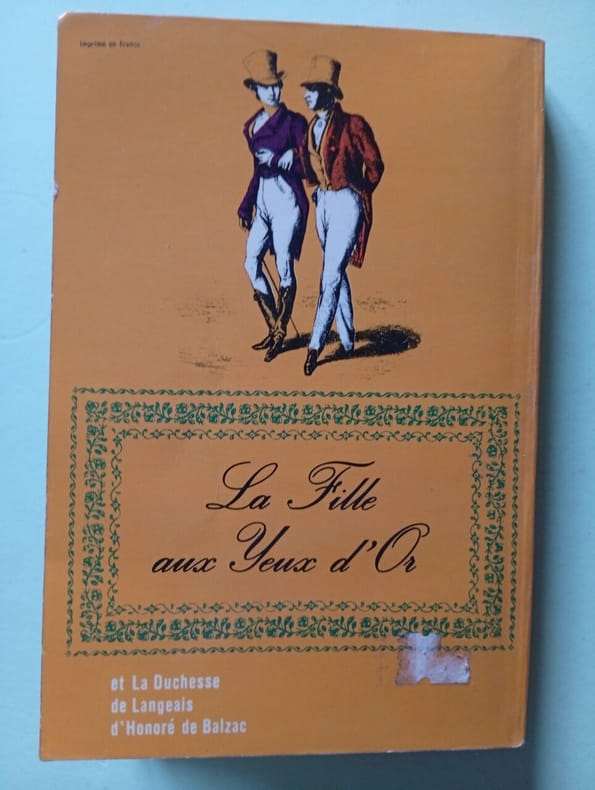 Imprimé en France
La Fille
aux Yeux d'Or
et La Duchesse
de Langeais
d'Honoré de Balzac